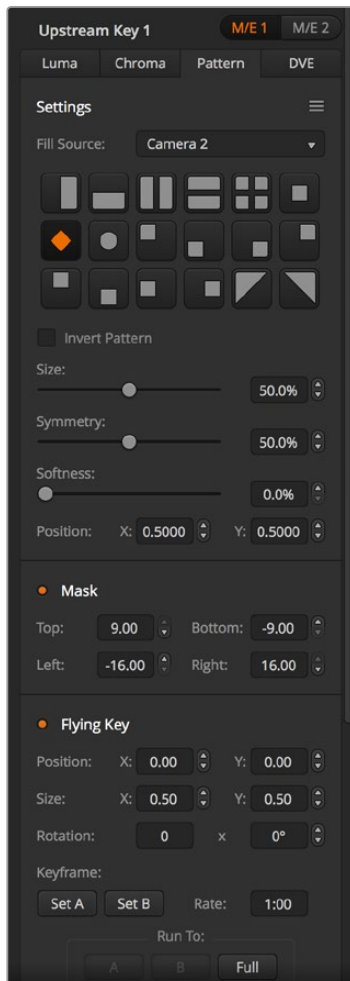 Upstream Key 1 M/E 1 M/E 2
Luma Chroma Pattern DVE
Settings
Fill Source: Camera 2
Invert Pattern
Size:
50.0%
Symmetry:
50.0%
Softness:
0.0%
Position: X: 0.5000 Y: 0.5000
Mask
Top: 9.00 Bottom: -9.00
Left: -16.00 Right: 16.00
Flying Key
Position: X: 0.00 Y: 0.00
Size: X: 0.50 Y: 0.50
Rotation: 0 x 0°
Keyframe:
Set A Set B Rate: 1:00
Run To:
A B Full